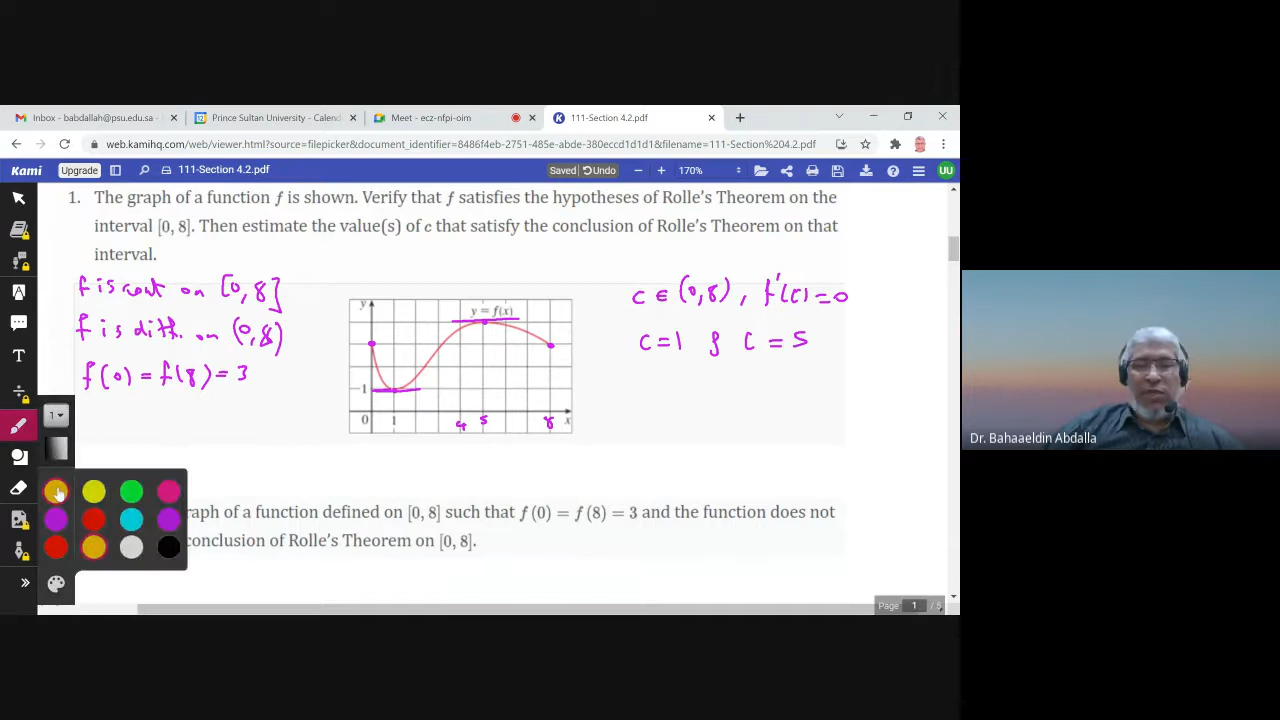 Inbox - babdallah@psu.edu.sa -
Prince Sultan University - Calend
Meet - ecz-nfpi-oim
111-Section 4.2.pdf
web.kamihq.com/web/viewer.html?source=filepicker&document_identifier=8486f4eb-2751-485e-abde-380eccd1d1d1&filename=111-Section%204.2.pdf
Kami Upgrade 111-Section 4.2.pdf Saved Undo 170% UU
1. The graph of a function f is shown. Verify that f satisfies the hypotheses of Rolle's Theorem on the
interval [0, 8]. Then estimate the value(s) of c that satisfy the conclusion of Rolle's Theorem on that
interval.
f is cont on [0, 8]
f is diff. on (0, 8)
f(0) = f(8) = 3
y
y = f(x)
1
0 1 4 5 8 x
c ∈ (0, 8), f'(c) = 0
c = 1 & c = 5
1
raph of a function defined on [0, 8] such that f(0) = f(8) = 3 and the function does not
conclusion of Rolle's Theorem on [0, 8].
Page 1 / 5
Dr. Bahaaeldin Abdalla